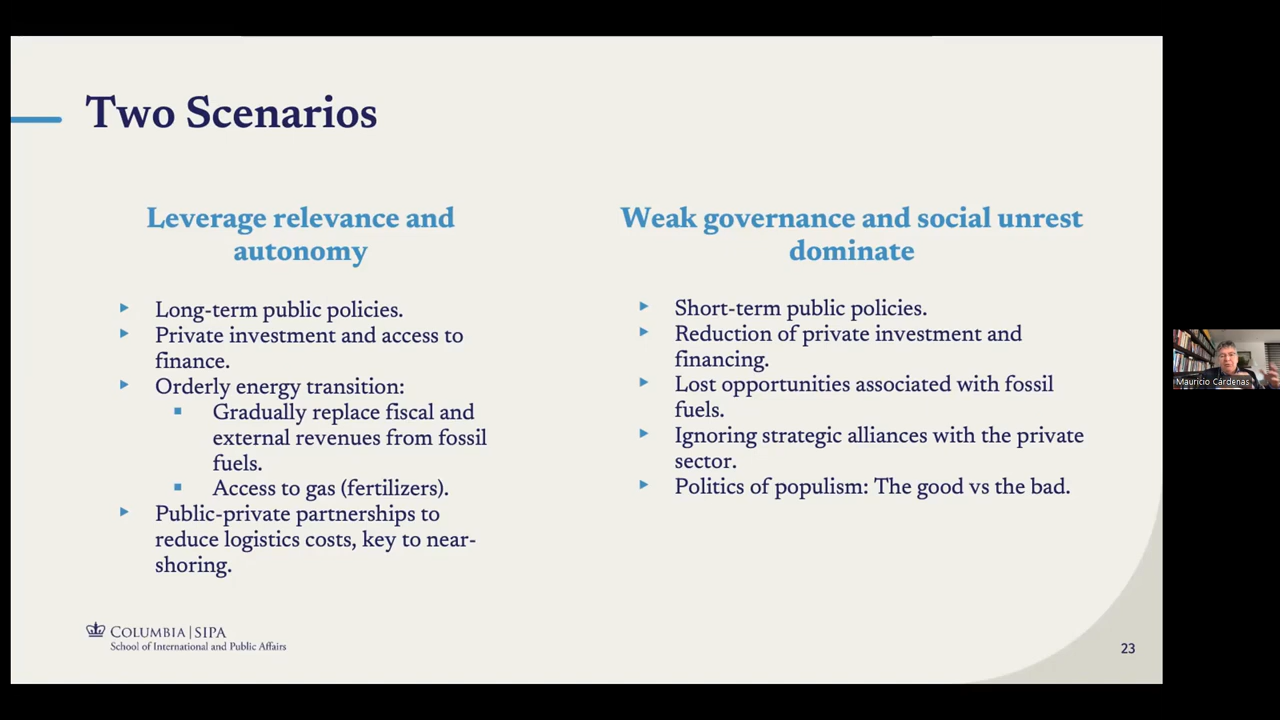 Two Scenarios
Leverage relevance and
autonomy
Long-term public policies.
Private investment and access to
finance.
Orderly energy transition:
Gradually replace fiscal and
external revenues from fossil
fuels.
Access to gas (fertilizers).
Public-private partnerships to
reduce logistics costs, key to near-
shoring.
Weak governance and social unrest
dominate
Short-term public policies.
Reduction of private investment and
financing.
Lost opportunities associated with fossil
fuels.
Ignoring strategic alliances with the private
sector.
Politics of populism: The good vs the bad.
COLUMBIA | SIPA
School of International and Public Affairs
23
Mauricio Cárdenas